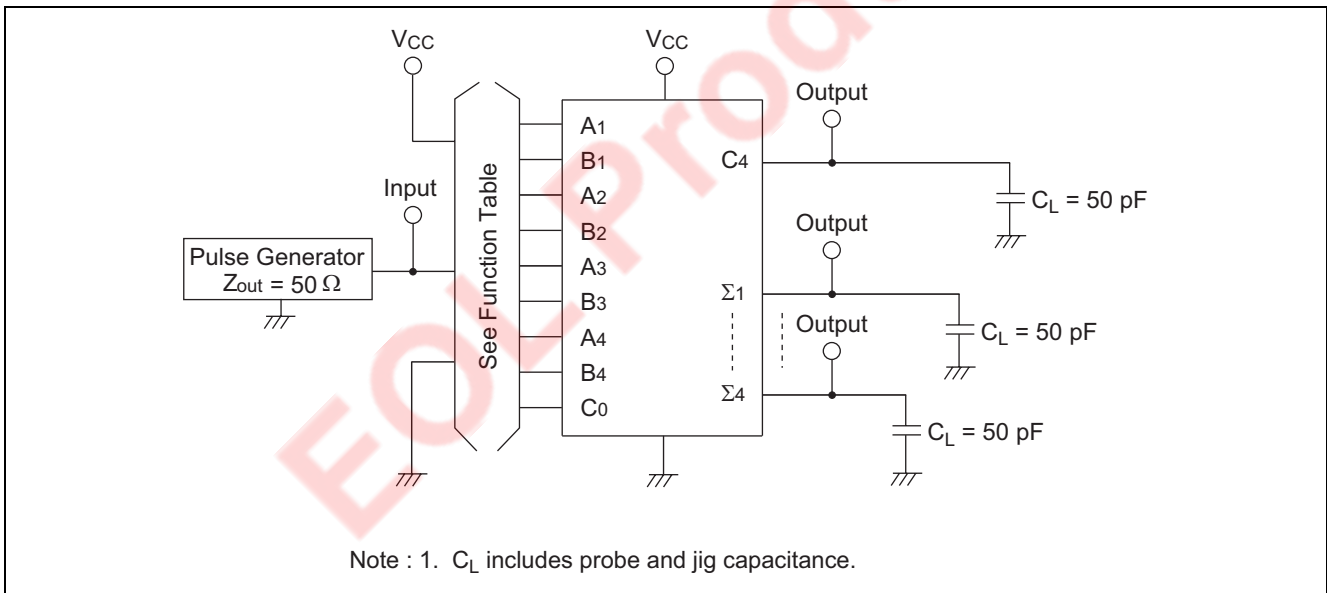 VCC
VCC
Output
A1
B1
C4
Input
A2
CL = 50 pF
See Function Table
B2
Output
Pulse Generator
Zout = 50 Ω
A3
B3
Σ1
Output
A4
CL = 50 pF
B4
Σ4
C0
CL = 50 pF
Note : 1. CL includes probe and jig capacitance.
EOL Prod